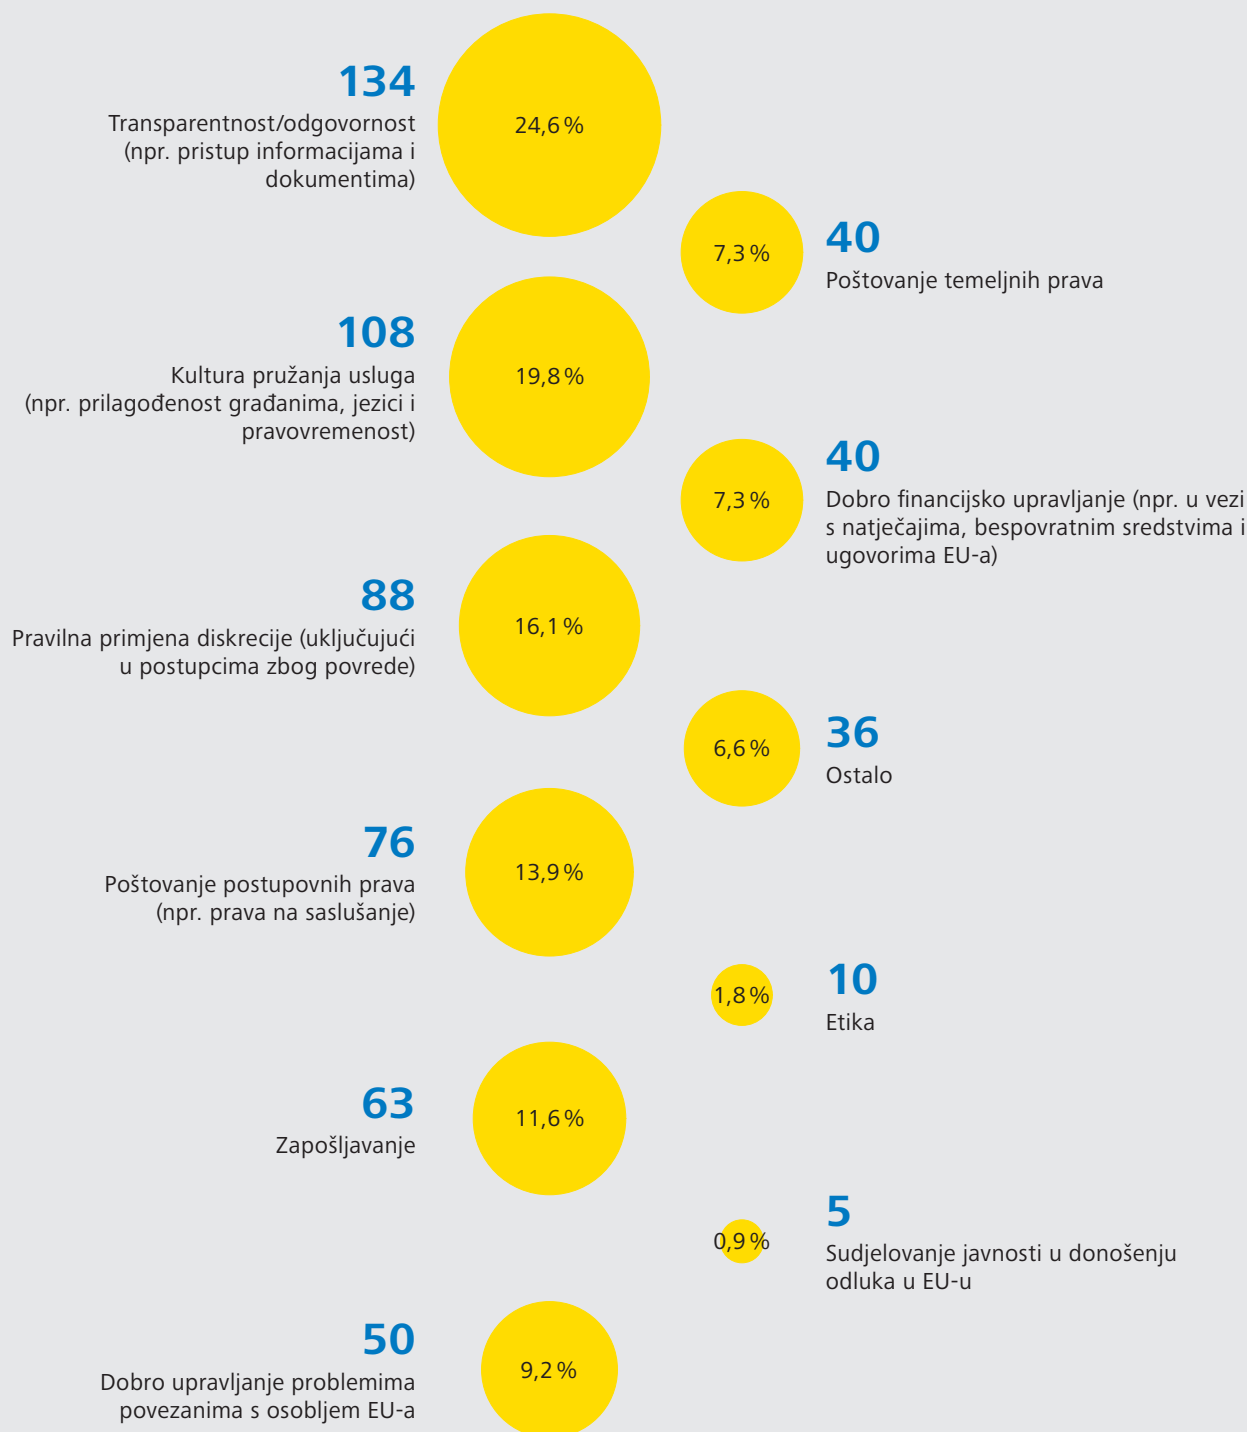 134
Transparentnost/odgovornost
(npr. pristup informacijama i
dokumentima)
24,6 %
7,3 %
40
Poštovanje temeljnih prava
108
Kultura pružanja usluga
(npr. prilagođenost građanima, jezici i
pravovremenost)
19,8 %
7,3 %
40
Dobro financijsko upravljanje (npr. u vezi
s natječajima, bespovratnim sredstvima i
ugovorima EU-a)
88
Pravilna primjena diskrecije (uključujući
u postupcima zbog povrede)
16,1 %
6,6 %
36
Ostalo
76
Poštovanje postupovnih prava
(npr. prava na saslušanje)
13,9 %
1,8 %
10
Etika
63
Zapošljavanje
11,6 %
0,9 %
5
Sudjelovanje javnosti u donošenju
odluka u EU-u
50
Dobro upravljanje problemima
povezanima s osobljem EU-a
9,2 %